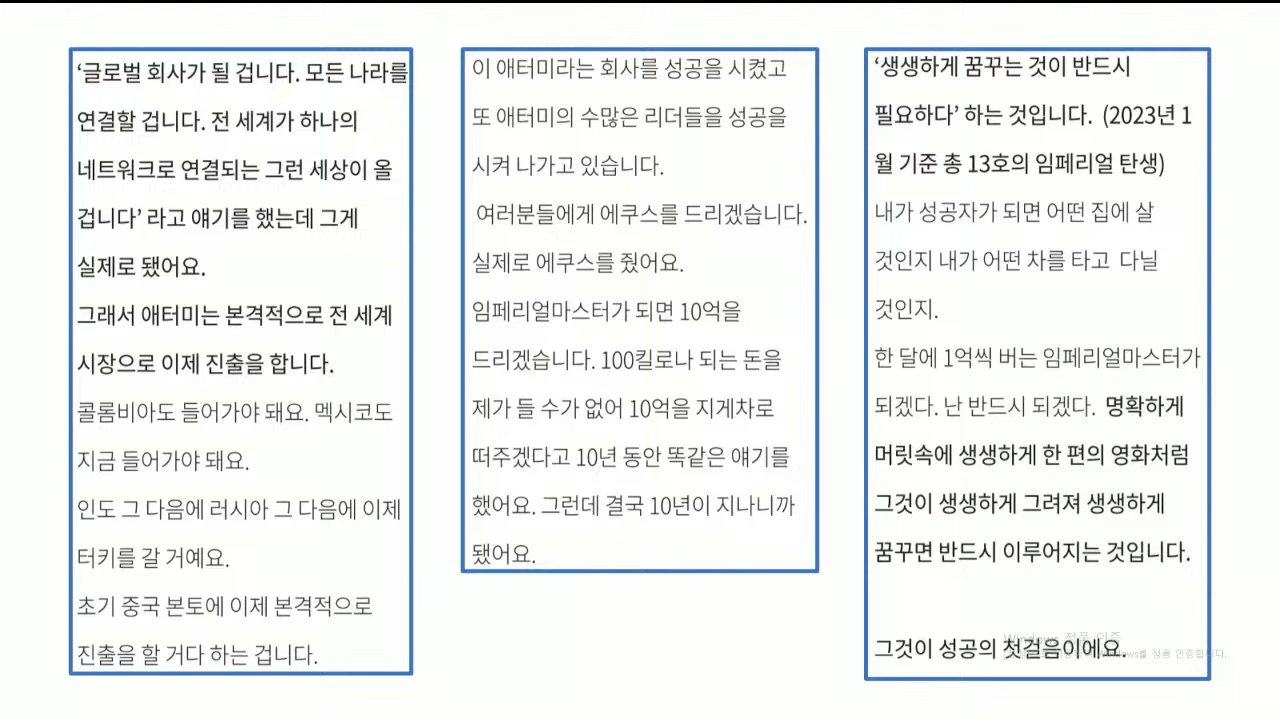 ‘글로벌 회사가 될 겁니다. 모든 나라를
연결할 겁니다. 전 세계가 하나의
네트워크로 연결되는 그런 세상이 올
겁니다’ 라고 얘기를 했는데 그게
실제로 됐어요.
그래서 애터미는 본격적으로 전 세계
시장으로 이제 진출을 합니다.
콜롬비아도 들어가야 돼요. 멕시코도
지금 들어가야 돼요.
인도 그 다음에 러시아 그 다음에 이제
터키를 갈 거예요.
초기 중국 본토에 이제 본격적으로
진출을 할 거다 하는 겁니다.
이 애터미라는 회사를 성공을 시켰고
또 애터미의 수많은 리더들을 성공을
시켜 나가고 있습니다.
여러분들에게 에쿠스를 드리겠습니다.
실제로 에쿠스를 줬어요.
임페리얼마스터가 되면 10억을
드리겠습니다. 100킬로나 되는 돈을
제가 들 수가 없어 10억을 지게차로
떠주겠다고 10년 동안 똑같은 얘기를
했어요. 그런데 결국 10년이 지나니까
됐어요.
‘생생하게 꿈꾸는 것이 반드시
필요하다’ 하는 것입니다. (2023년 1
월 기준 총 13호의 임페리얼 탄생)
내가 성공자가 되면 어떤 집에 살
것인지 내가 어떤 차를 타고 다닐
것인지.
한 달에 1억씩 버는 임페리얼마스터가
되겠다. 난 반드시 되겠다. 명확하게
머릿속에 생생하게 한 편의 영화처럼
그것이 생생하게 그려져 생생하게
꿈꾸면 반드시 이루어지는 것입니다.
그것이 성공의 첫걸음이에요.
Windows 정품 인증
Windows를 정품 인증합니다.